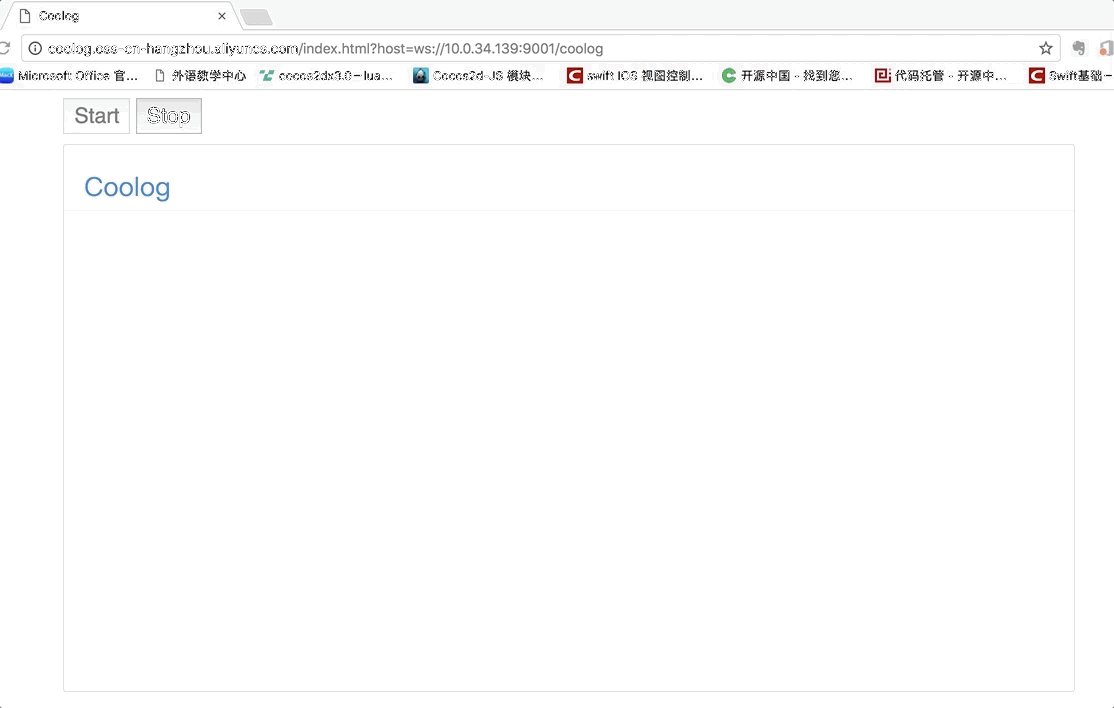 Coolog
coolog.oss-cn-hangzhou.aliyuncs.com/index.html?host=ws://10.0.34.139:9001/coolog
Microsoft Office 官... 外语教学中心 cocos2dx3.0-lua... Cocos2d-JS 模块... swift IOS 视图控制... 开源中国 - 找到您... 代码托管 - 开源中... Swift基础-
Start Stop
Coolog